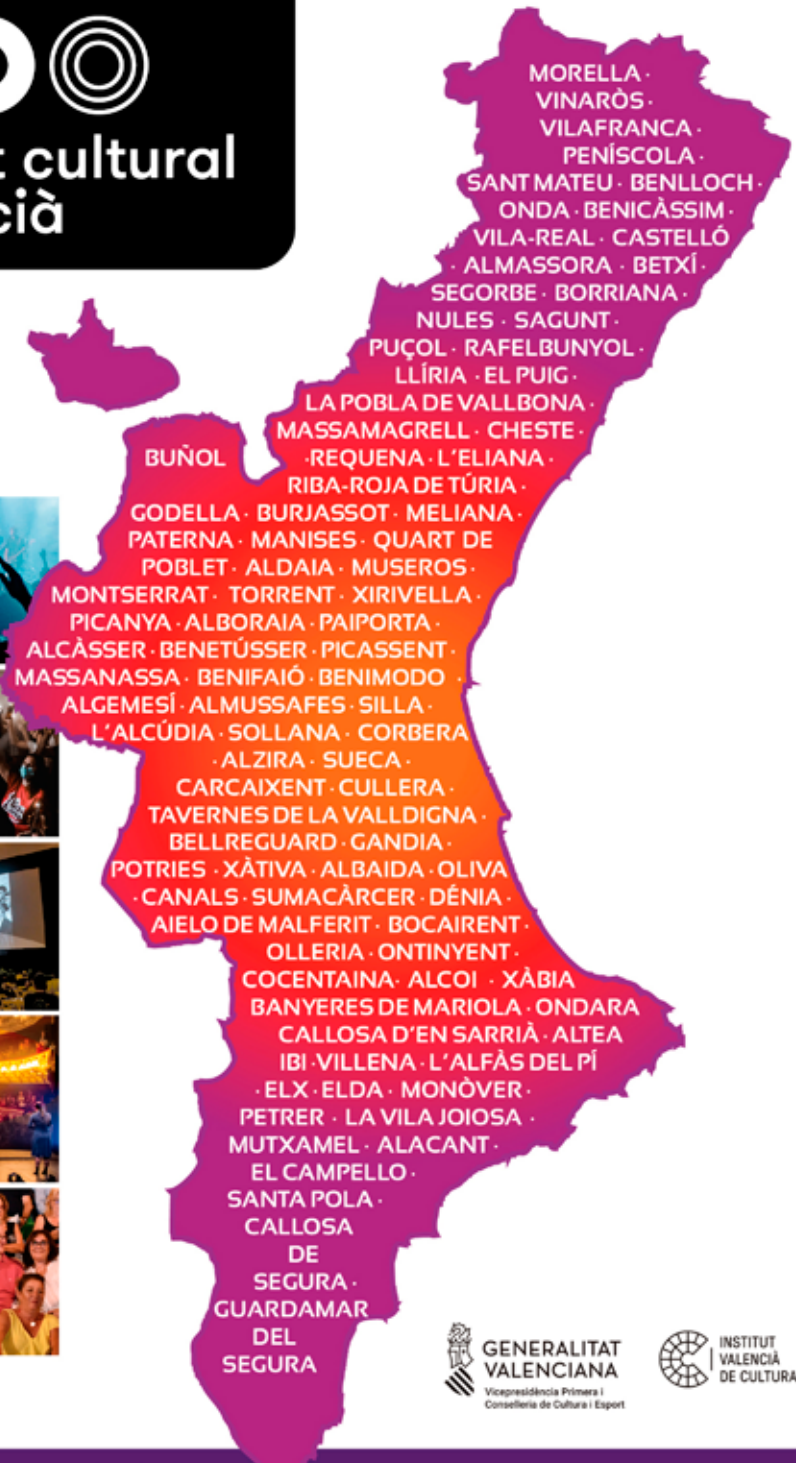 cultural
MORELLA ·
VINARÒS ·
VILAFRANCA ·
PENÍSCOLA ·
SANT MATEU · BENLLOCH ·
ONDA · BENICÀSSIM ·
VILA-REAL · CASTELLÓ
· ALMASSORA · BETXÍ ·
SEGORBE · BORRIANA ·
NULES · SAGUNT ·
PUÇOL · RAFELBUNYOL ·
LLÍRIA · EL PUIG ·
LA POBLA DE VALLBONA ·
MASSAMAGRELL · CHESTE ·
BUÑOL · REQUENA · L'ELIANA ·
RIBA-ROJA DE TÚRIA ·
GODELLA · BURJASSOT · MELIANA ·
PATERNA · MANISES · QUART DE
POBLET · ALDAIA · MUSEROS ·
MONTSERRAT · TORRENT · XIRIVELLA ·
PICANYA · ALBORAIA · PAIPORTA ·
ALCÀSSER · BENETÚSSER · PICASSENT ·
MASSANASSA · BENIFAIÓ · BENIMODO ·
ALGEMESÍ · ALMUSSAFES · SILLA ·
L'ALCÚDIA · SOLLANA · CORBERA
· ALZIRA · SUECA ·
CARCAIXENT · CULLERA ·
TAVERNES DE LA VALLDIGNA ·
BELLREGUARD · GANDIA ·
POTRIES · XÀTIVA · ALBAIDA · OLIVA
· CANALS · SUMACÀRCER · DÉNIA ·
AIELO DE MALFERIT · BOCAIRENT ·
OLLERIA · ONTINYENT ·
COCENTAINA · ALCOI · XÀBIA
BANYERES DE MARIOLA · ONDARA
CALLOSA D'EN SARRIÀ · ALTEA
IBI · VILLENA · L'ALFÀS DEL PÍ
· ELX · ELDA · MONÒVER ·
PETRER · LA VILA JOIOSA ·
MUTXAMEL · ALACANT ·
EL CAMPELLO ·
SANTA POLA ·
CALLOSA
DE
SEGURA ·
GUARDAMAR
DEL
SEGURA
GENERALITAT
VALENCIANA
Vicepresidència Primera i
Conselleria de Cultura i Esport
INSTITUT
VALENCIÀ
DE CULTURA